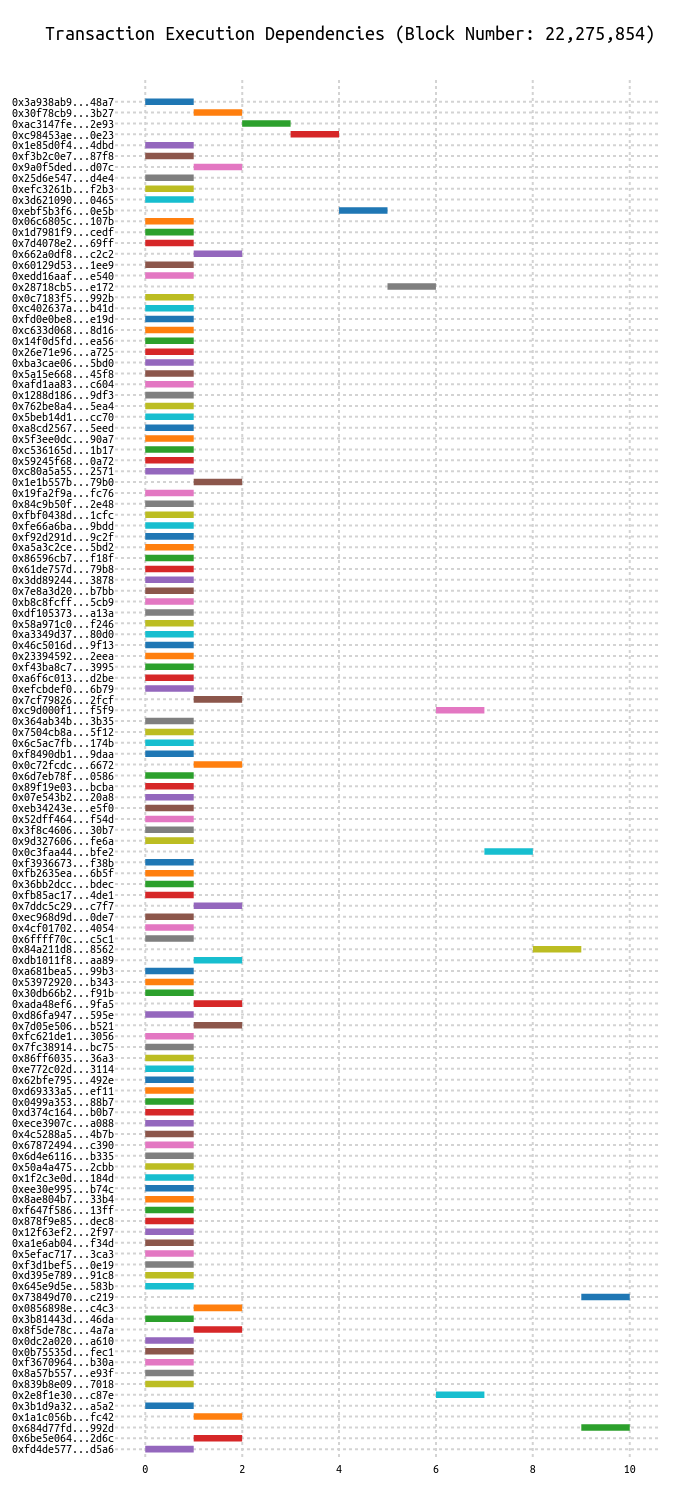 Transaction Execution Dependencies (Block Number: 22,275,854)
0x3a938ab9...48a7
0x30f78cb9...3b27
0xac3147fe...2e93
0xc98453ae...0e23
0x1e85d0f4...4dbd
0xf3b2c0e7...87f8
0x9a0f5ded...d07c
0x25d6e547...d4e4
0xefc3261b...f2b3
0x3d621090...0465
0xebf5b3f6...0e5b
0x06c6805c...107b
0x1d7981f9...cedf
0x7d4078e2...69ff
0x662a0df8...c2c2
0x60129d53...1ee9
0xedd16aaf...e540
0x28718cb5...e172
0x0c7183f5...992b
0xc402637a...b41d
0xfd0e0be8...e19d
0xc633d068...8d16
0x14f0d5fd...ea56
0x26e71e96...a725
0xba3cae06...5bd0
0x5a15e668...45f8
0xafd1aa83...c604
0x1288d186...9df3
0x762be8a4...5ea4
0x5beb14d1...cc70
0xa8cd2567...5eed
0x5f3ee0dc...90a7
0xc536165d...1b17
0x59245f68...0a72
0xc80a5a55...2571
0x1e1b557b...79b0
0x19fa2f9a...fc76
0x84c9b50f...2e48
0xfbf0438d...1cfc
0xfe66a6ba...9bdd
0xf92d291d...9c2f
0xa5a3c2ce...5bd2
0x86596cb7...f18f
0x61de757d...79b8
0x3dd89244...3878
0x7e8a3d20...b7bb
0xb8c8fcff...5cb9
0xdf105373...a13a
0x58a971c0...f246
0xa3349d37...80d0
0x46c5016d...9f13
0x23394592...2eea
0xf43ba8c7...3995
0xa6f6c013...d2be
0xefcbdef0...6b79
0x7cf79826...2fcf
0xc9d000f1...f5f9
0x364ab34b...3b35
0x7504cb8a...5f12
0x6c5ac7fb...174b
0xf8490db1...9daa
0x0c72fcdc...6672
0x6d7eb78f...0586
0x89f19e03...bcba
0x07e543b2...20a8
0xeb34243e...e5f0
0x52dff464...f54d
0x3f8c4606...30b7
0x9d327606...fe6a
0x0c3faa44...bfe2
0xf3936673...f38b
0xfb2635ea...6b5f
0x36bb2dcc...bdec
0xfb85ac17...4de1
0x7ddc5c29...c7f7
0xec968d9d...0de7
0x4cf01702...4054
0x6ffff70c...c5c1
0x84a211d8...8562
0xdb1011f8...aa89
0xa681bea5...99b3
0x53972920...b343
0x30db66b2...f91b
0xada48ef6...9fa5
0xd86fa947...595e
0x7d05e506...b521
0xfc621de1...3056
0x7fc38914...bc75
0x86ff6035...36a3
0xe772c02d...3114
0x62bfe795...492e
0xd69333a5...ef11
0x0499a353...88b7
0xd374c164...b0b7
0xece3907c...a088
0x4c5288a5...4b7b
0x67872494...c390
0x6d4e6116...b335
0x50a4a475...2cbb
0x1f2c3e0d...184d
0xee30e995...b74c
0x8ae804b7...33b4
0xf647f586...13ff
0x878f9e85...dec8
0x12f63ef2...2f97
0xa1e6ab04...f34d
0x5efac717...3ca3
0xf3d1bef5...0e19
0xd395e789...91c8
0x645e9d5e...583b
0x73849d70...c219
0x0856898e...c4c3
0x3b81443d...46da
0x8f5de78c...4a7a
0x0dc2a020...a610
0x0b75535d...fec1
0xf3670964...b30a
0x8a57b557...e93f
0x839b8e09...7018
0x2e8f1e30...c87e
0x3b1d9a32...a5a2
0x1a1c056b...fc42
0x684d77fd...992d
0x6be5e064...2d6c
0xfd4de577...d5a6
0 2 4 6 8 10